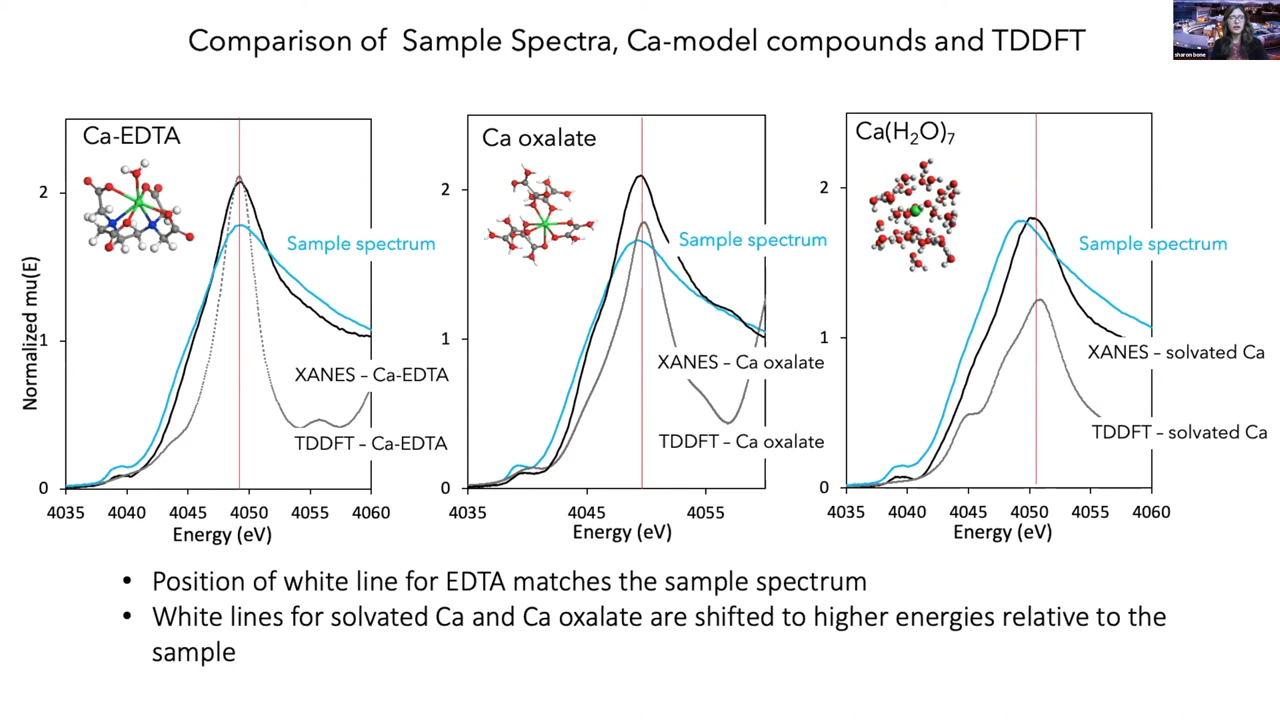 Comparison of Sample Spectra, Ca-model compounds and TDDFT
sharon bone
Ca-EDTA
Sample spectrum
XANES – Ca-EDTA
TDDFT – Ca-EDTA
Normalized mu(E)
2
1
0
4035 4040 4045 4050 4055 4060
Energy (eV)
Ca oxalate
Sample spectrum
XANES – Ca oxalate
TDDFT – Ca oxalate
2
1
0
4035 4045 4055
Energy (eV)
Ca(H₂O)₇
Sample spectrum
XANES – solvated Ca
TDDFT – solvated Ca
2
1
0
4035 4040 4045 4050 4055 4060
Energy (eV)
• Position of white line for EDTA matches the sample spectrum
• White lines for solvated Ca and Ca oxalate are shifted to higher energies relative to the
sample